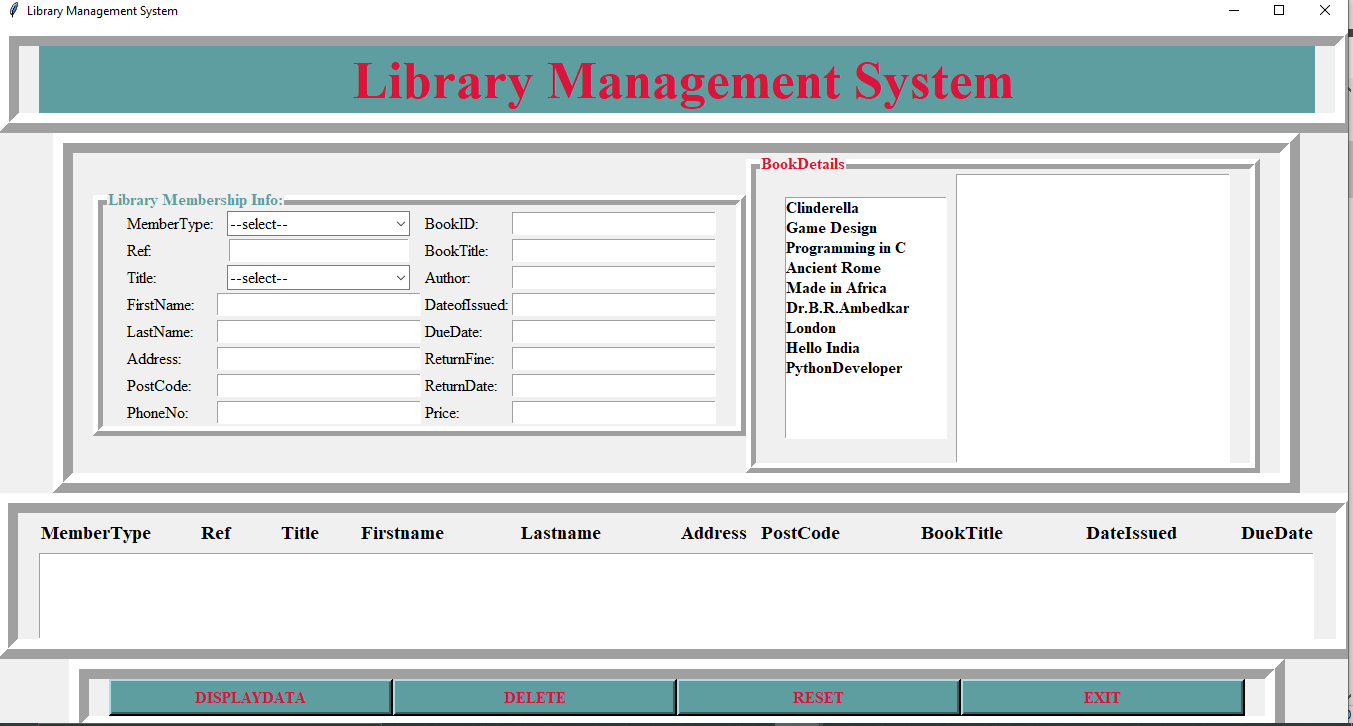 Library Management System
Library Management System
Library Membership Info:
MemberType: --select-- BookID:
Ref: BookTitle:
Title: --select-- Author:
FirstName: DateofIssued:
LastName: DueDate:
Address: ReturnFine:
PostCode: ReturnDate:
PhoneNo: Price:
BookDetails
Clinderella
Game Design
Programming in C
Ancient Rome
Made in Africa
Dr.B.R.Ambedkar
London
Hello India
PythonDeveloper
MemberType Ref Title Firstname Lastname Address PostCode BookTitle DateIssued DueDate
DISPLAYDATA DELETE RESET EXIT